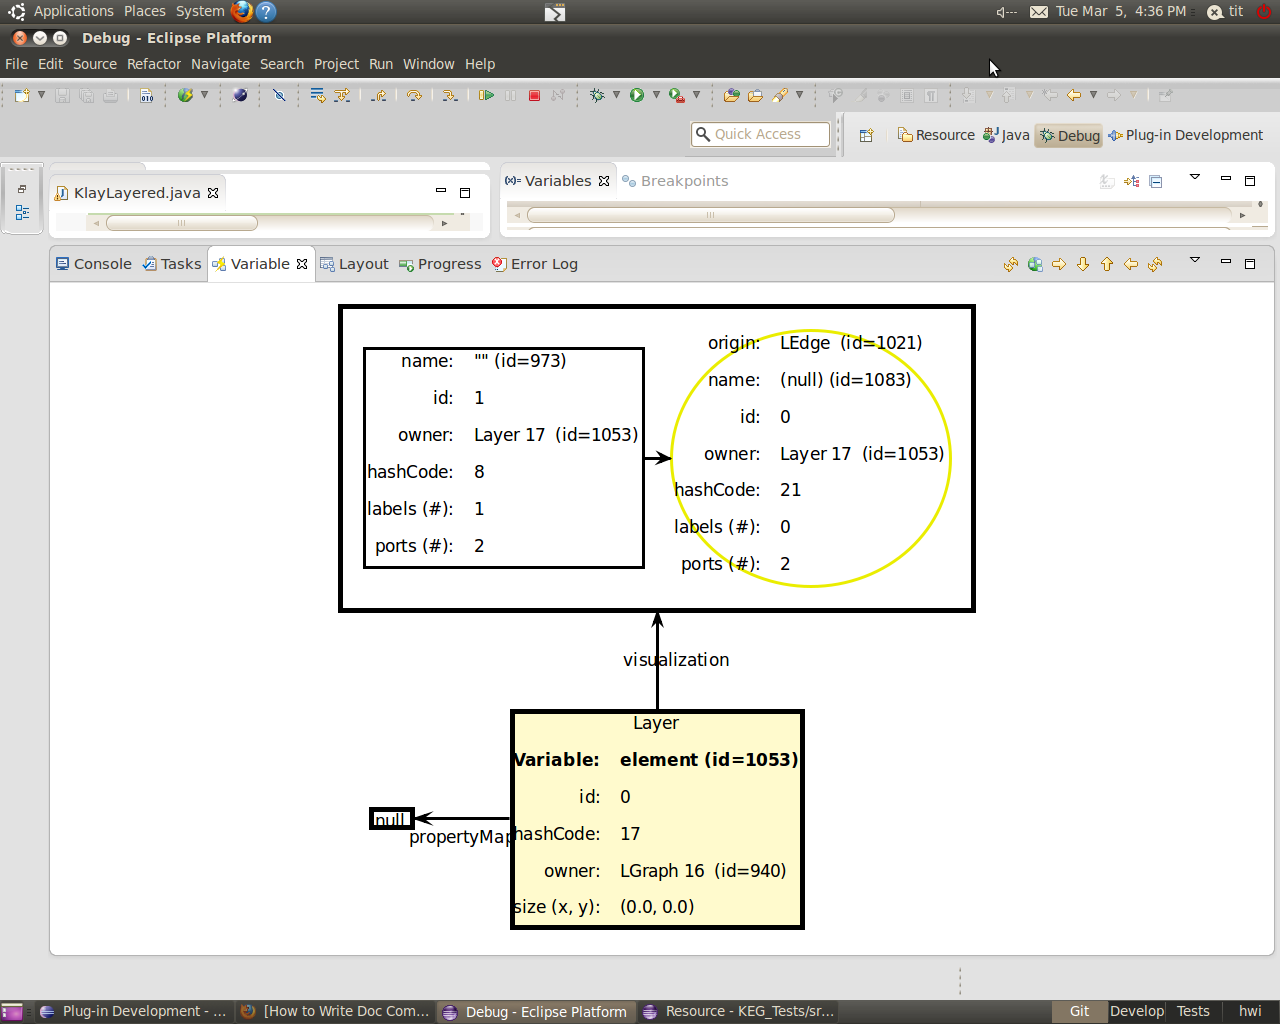 Applications Places System ? Tue Mar 5, 4:36 PM tit
Debug - Eclipse Platform
File Edit Source Refactor Navigate Search Project Run Window Help
010
Quick Access Resource Java Debug Plug-in Development
KlayLayered.java (x)= Variables Breakpoints
Console Tasks Variable Layout Progress Error Log
name: "" (id=973)
id: 1
owner: Layer 17 (id=1053)
hashCode: 8
labels (#): 1
ports (#): 2
origin: LEdge (id=1021)
name: (null) (id=1083)
id: 0
owner: Layer 17 (id=1053)
hashCode: 21
labels (#): 0
ports (#): 2
visualization
Layer
Variable: element (id=1053)
id: 0
hashCode: 17
owner: LGraph 16 (id=940)
size (x, y): (0.0, 0.0)
null
propertyMap
Plug-in Development - ... [How to Write Doc Com... Debug - Eclipse Platform Resource - KEG_Tests/sr... Git Develop Tests hwi